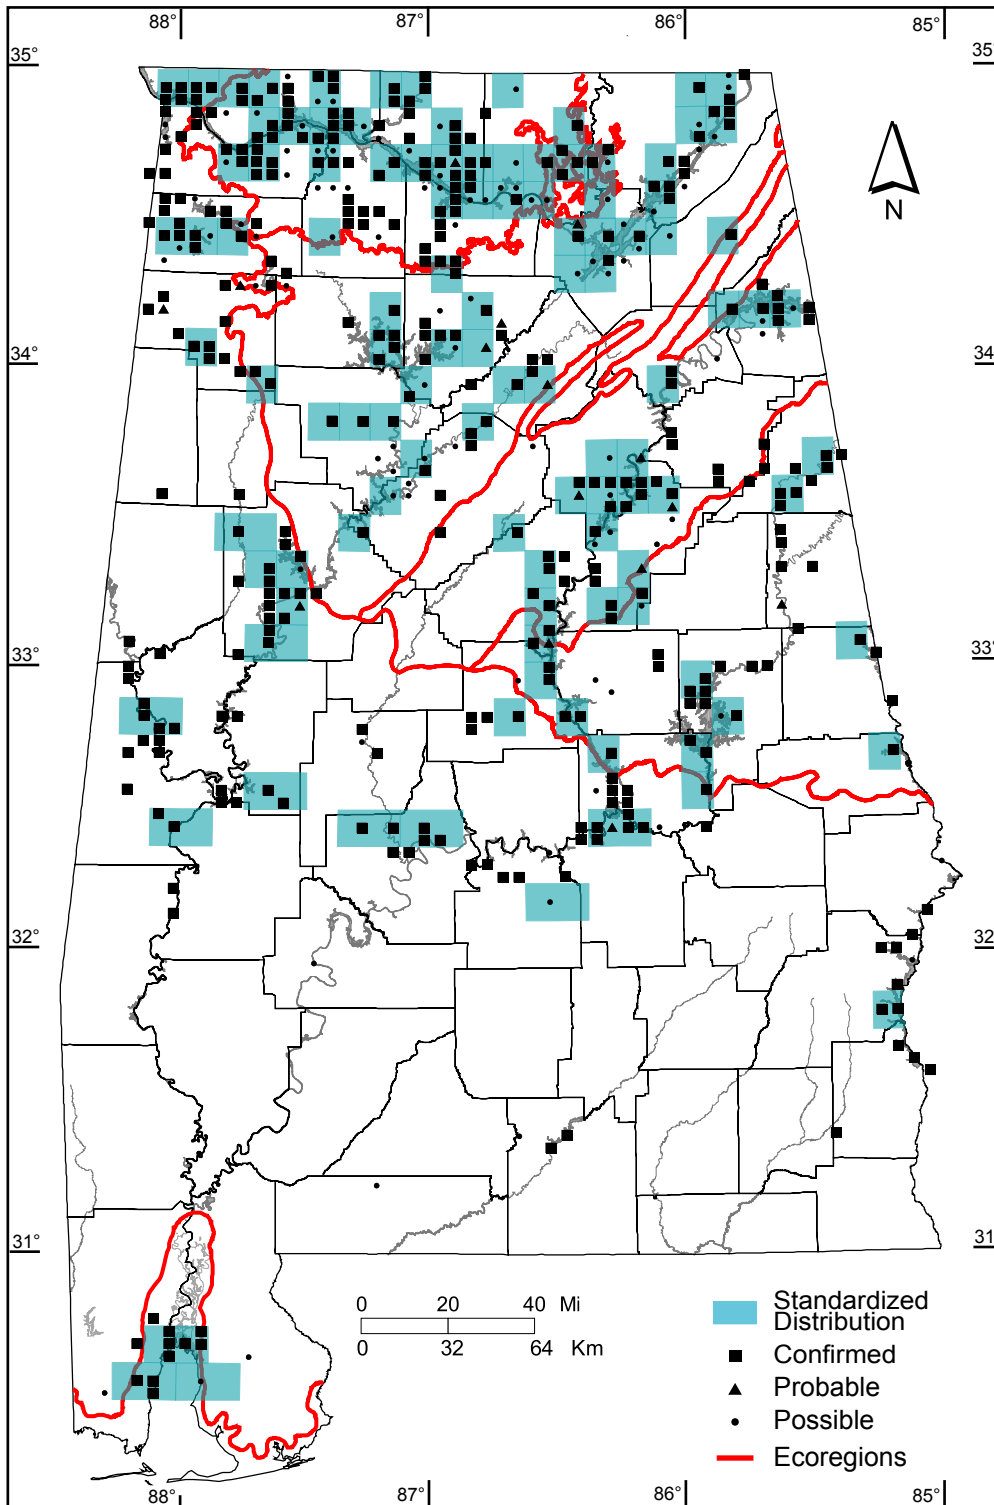 88° 87° 86° 85°
35° 35
N
34° 34
33° 33°
32° 32
31° 31
0 20 40 Mi
0 32 64 Km
Standardized
Distribution
Confirmed
Probable
Possible
Ecoregions
88° 87° 86° 85°